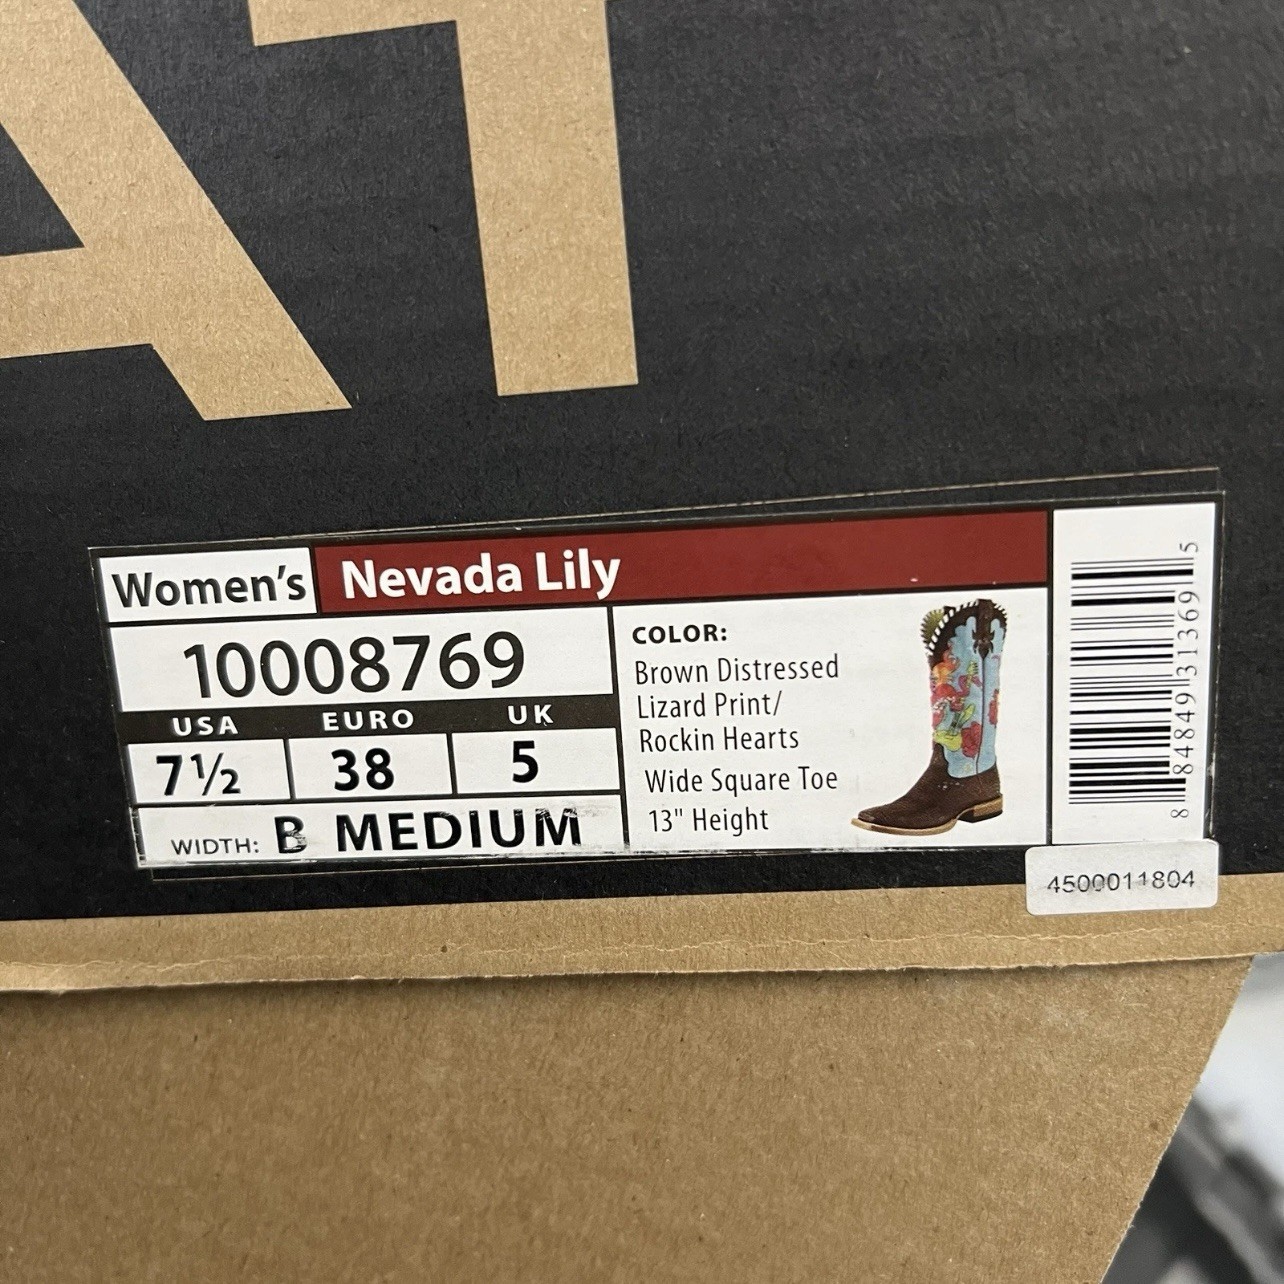 AT
Women's
Nevada Lily
10008769
USA EURO UK
7½ 38 5
WIDTH: B MEDIUM
COLOR:
Brown Distressed
Lizard Print/
Rockin Hearts
Wide Square Toe
13" Height
8 84849 31369 5
4500011804